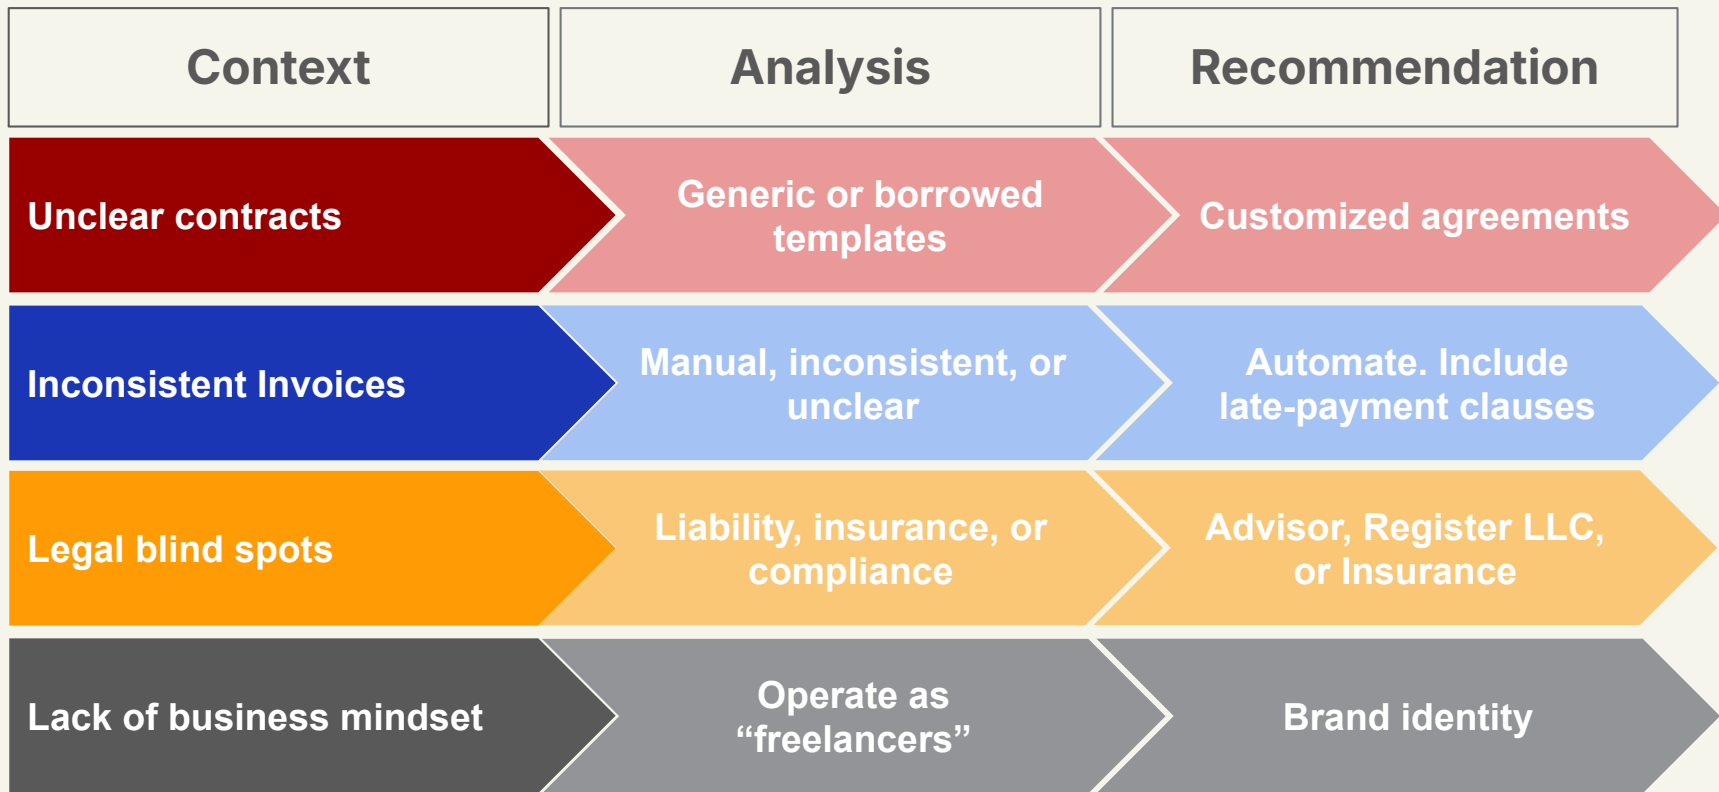 Context
Analysis
Recommendation
Unclear contracts
Generic or borrowed
templates
Customized agreements
Inconsistent Invoices
Manual, inconsistent, or
unclear
Automate. Include
late-payment clauses
Legal blind spots
Liability, insurance, or
compliance
Advisor, Register LLC,
or Insurance
Lack of business mindset
Operate as
“freelancers”
Brand identity